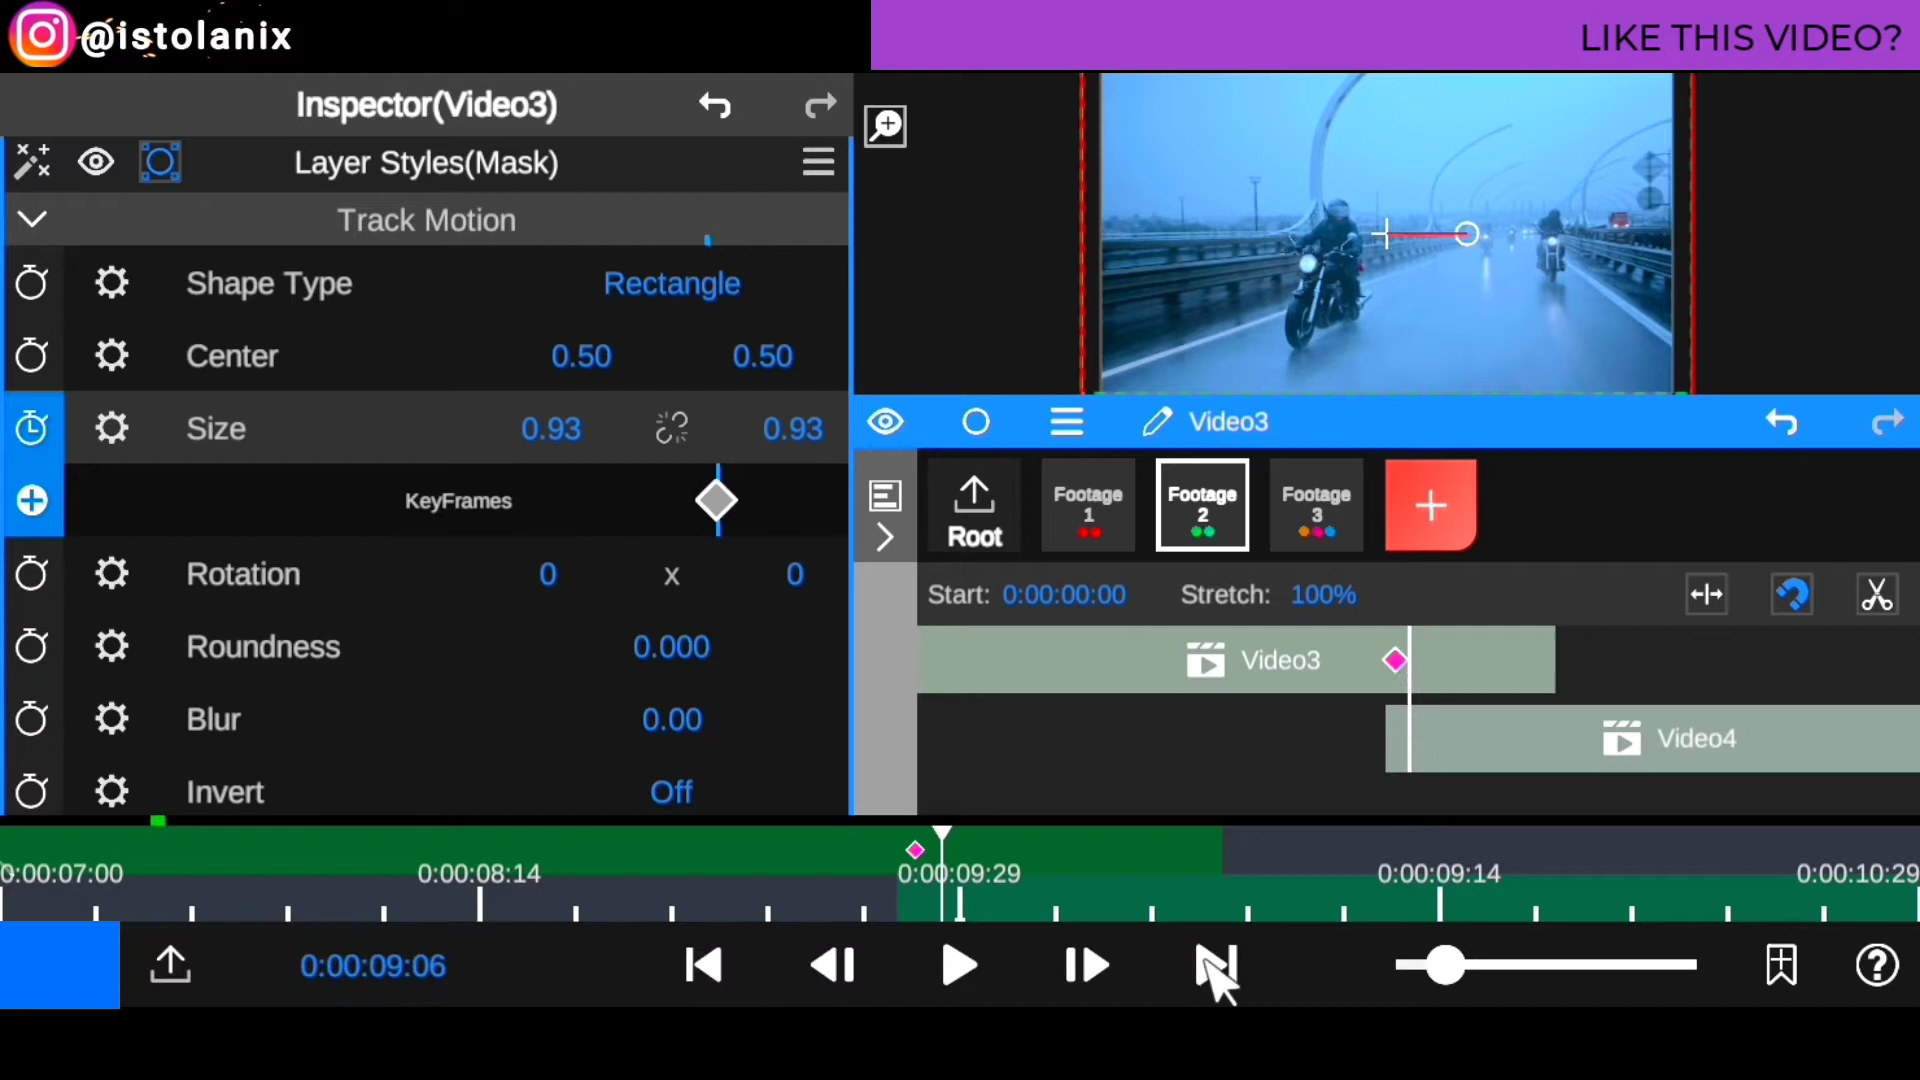 @istolanix
LIKE THIS VIDEO?
Inspector(Video3)
Layer Styles(Mask)
Track Motion
Shape Type Rectangle
Center 0.50 0.50
Size 0.93 0.93
KeyFrames
Rotation 0 x 0
Roundness 0.000
Blur 0.00
Invert Off
Video3
Root
Footage 1
Footage 2
Footage 3
Start: 0:00:00:00 Stretch: 100%
Video3
Video4
0:00:07:00 0:00:08:14 0:00:09:29 0:00:09:14 0:00:10:29
0:00:09:06